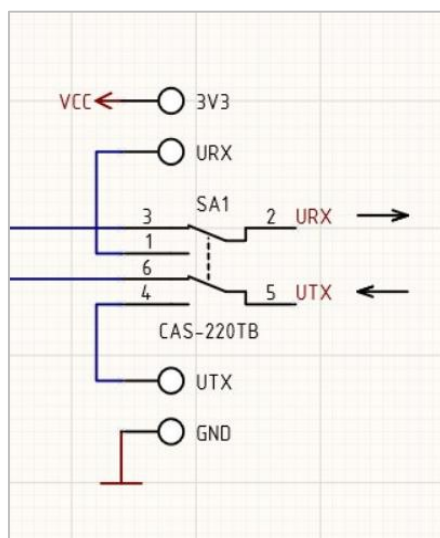 VCC 3V3
URX
SA1
3 2 URX
1
6
4 5 UTX
CAS-220TB
UTX
GND